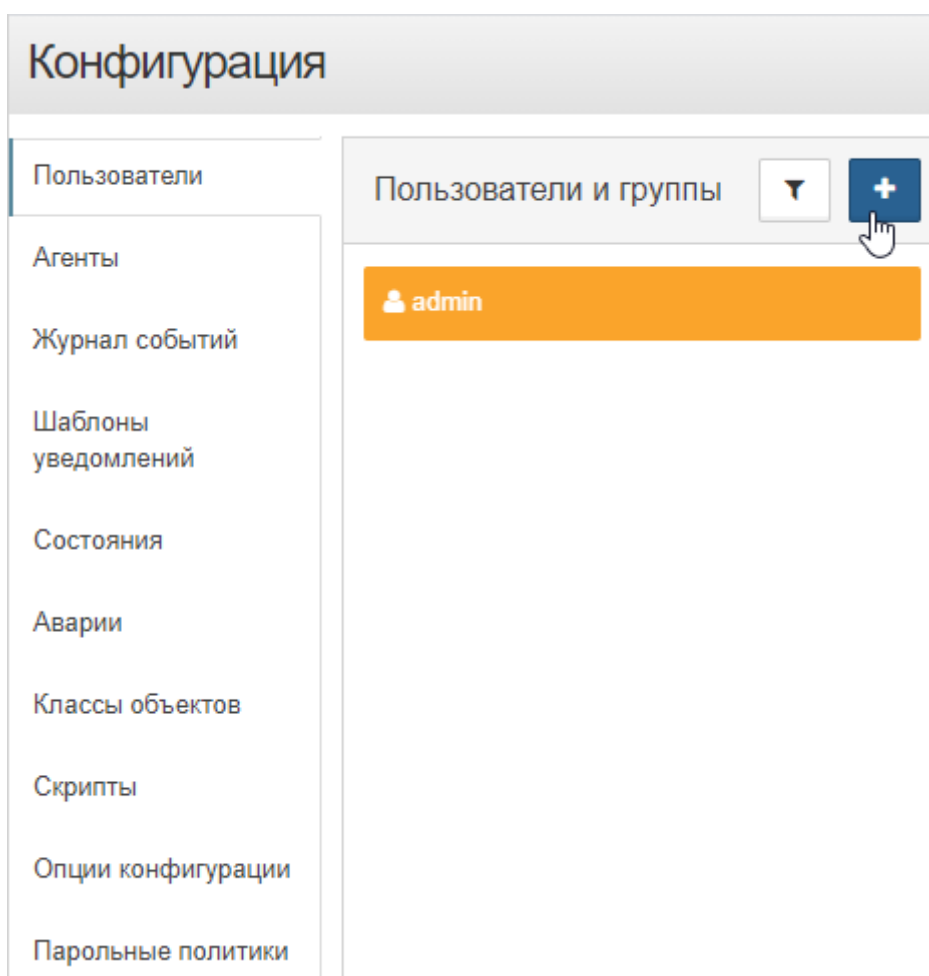 Конфигурация
Пользователи
Пользователи и группы
admin
Агенты
Журнал событий
Шаблоны
уведомлений
Состояния
Аварии
Классы объектов
Скрипты
Опции конфигурации
Парольные политики